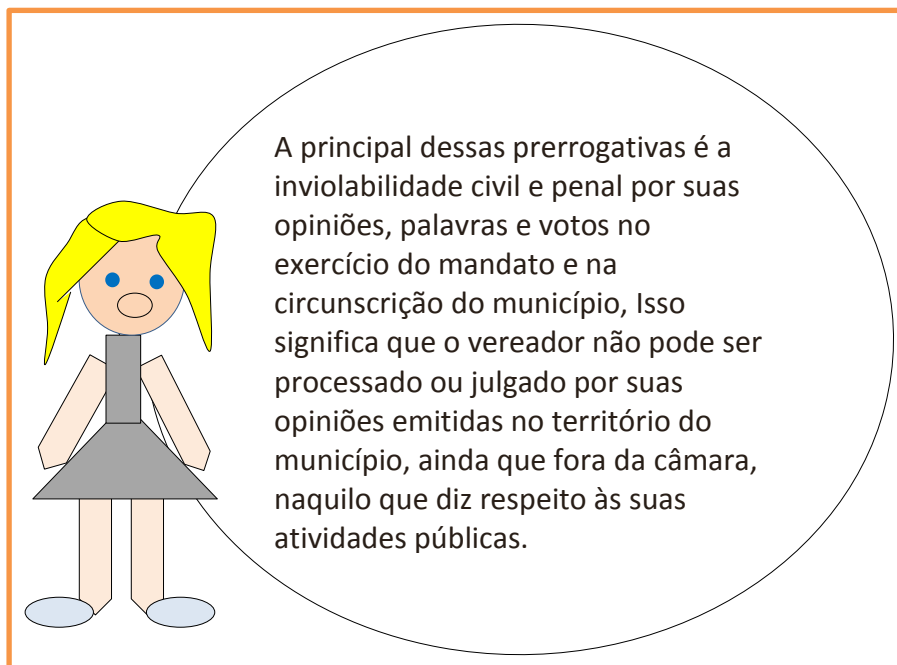 A principal dessas prerrogativas é a
inviolabilidade civil e penal por suas
opiniões, palavras e votos no
exercício do mandato e na
circunscrição do município, Isso
significa que o vereador não pode ser
processado ou julgado por suas
opiniões emitidas no território do
município, ainda que fora da câmara,
naquilo que diz respeito às suas
atividades públicas.